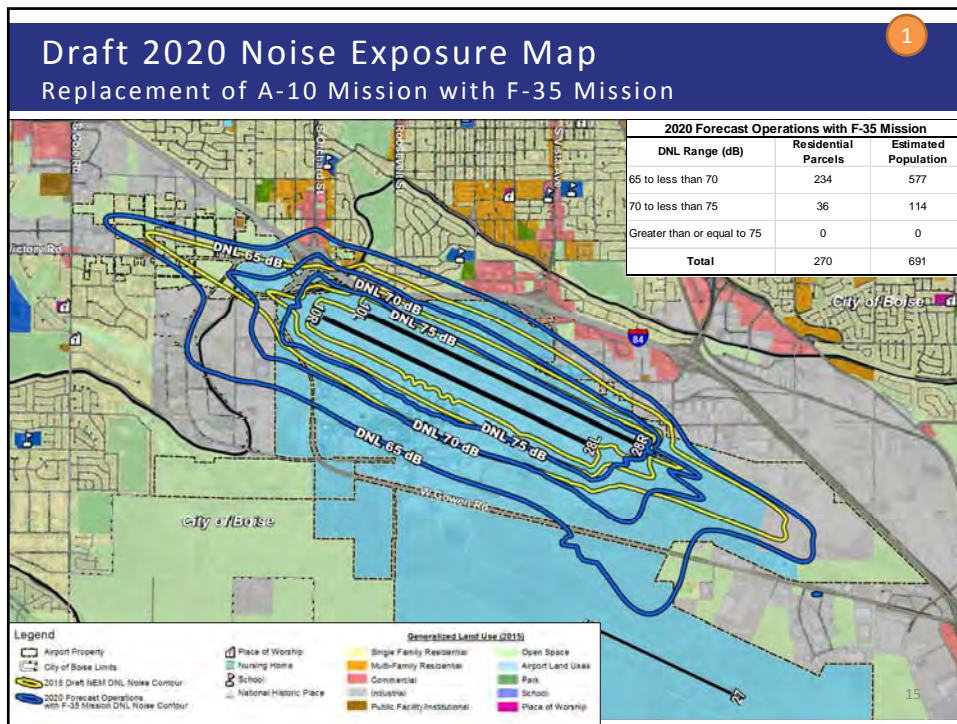 Draft 2020 Noise Exposure Map
1
Replacement of A-10 Mission with F-35 Mission
2020 Forecast Operations with F-35 Mission
DNL Range (dB) Residential Parcels Estimated Population
65 to less than 70 234 577
70 to less than 75 36 114
Greater than or equal to 75 0 0
Total 270 691
S Cole Rd
S Orchard St
Roosevelt St
S Vista Ave
Victory Rd
DNL 65 dB
DNL 70 dB
DNL 75 dB
10R
10L
84
City of Boise
28L
28R
DNL 75 dB
DNL 70 dB
DNL 65 dB
W Gowen Rd
City of Boise
27
Legend
Airport Property
City of Boise Limits
2015 Draft NEM DNL Noise Contour
2020 Forecast Operations
with F-35 Mission DNL Noise Contour
Place of Worship
Nursing Home
School
National Historic Place
Generalized Land Use (2015)
Single Family Residential
Multi-Family Residential
Commercial
Industrial
Public Facility/Institutional
Open Space
Airport Land Uses
Park
School
Place of Worship
15